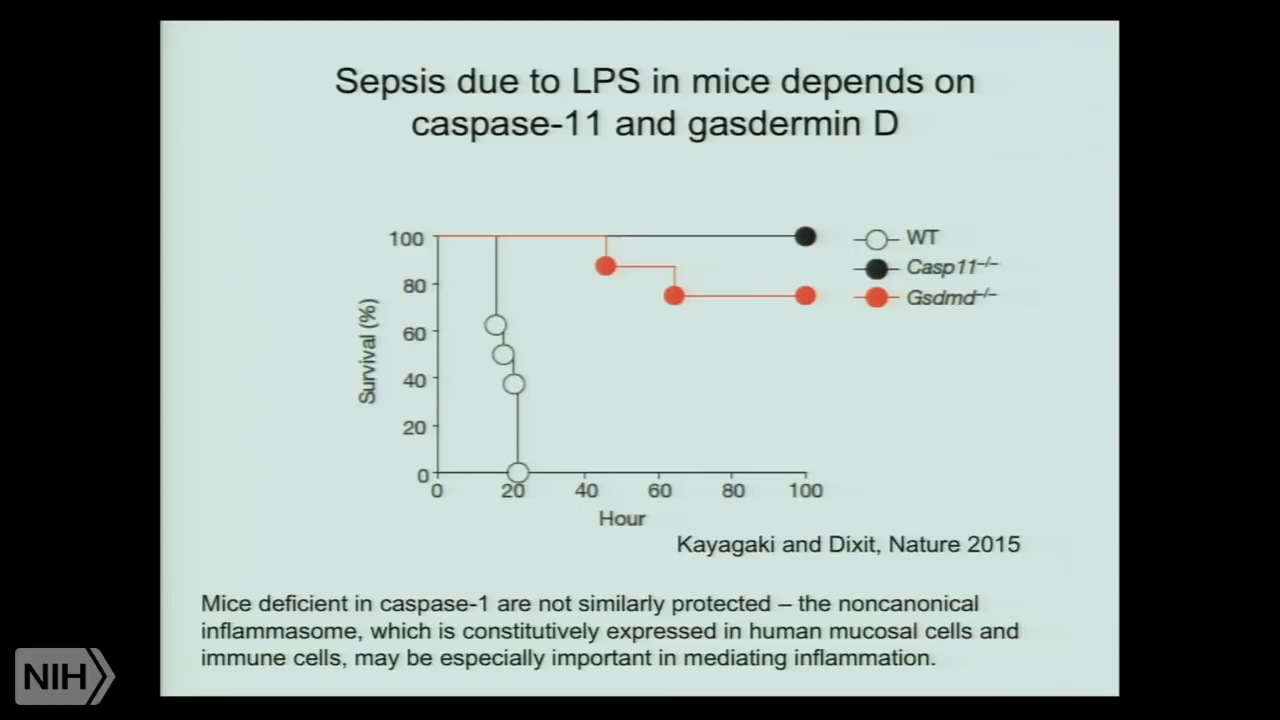 Sepsis due to LPS in mice depends on
caspase-11 and gasdermin D
100
80
60
40
20
0
Survival (%)
0 20 40 60 80 100
Hour
WT
Casp11–/–
Gsdmd–/–
Kayagaki and Dixit, Nature 2015
Mice deficient in caspase-1 are not similarly protected – the noncanonical
inflammasome, which is constitutively expressed in human mucosal cells and
immune cells, may be especially important in mediating inflammation.
NIH